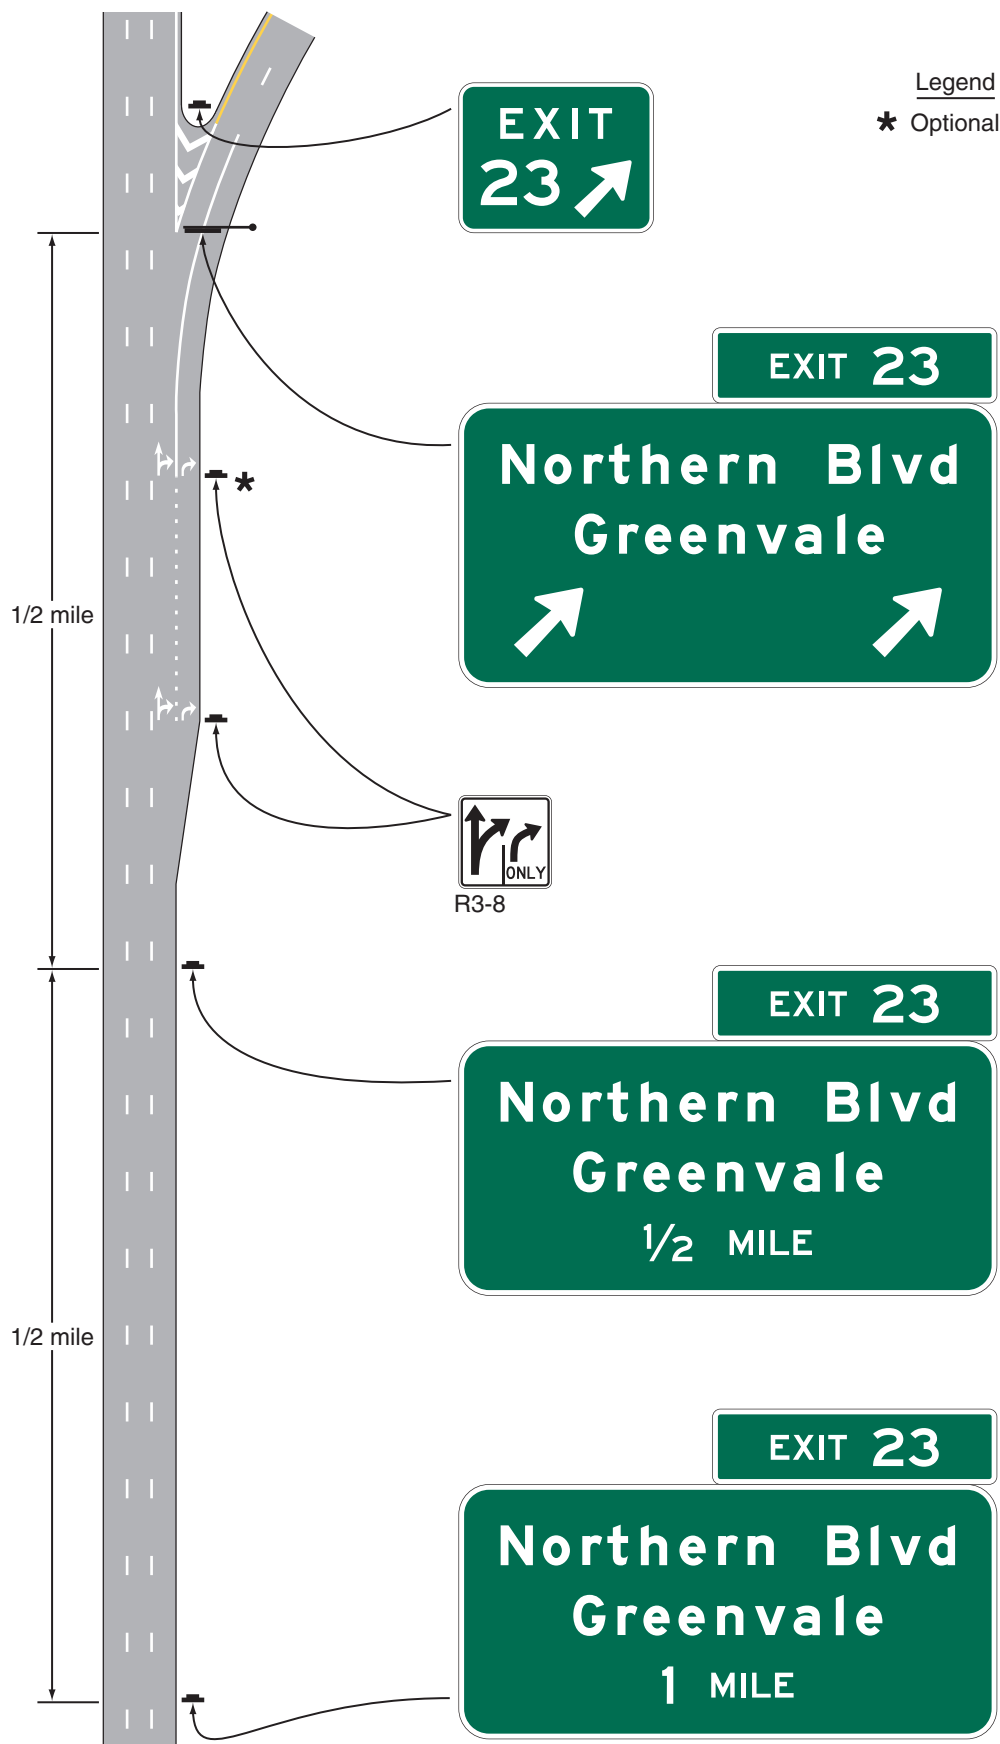 Legend
* Optional
EXIT
23
EXIT 23
Northern Blvd
Greenvale
*
1/2 mile
ONLY
R3-8
EXIT 23
Northern Blvd
Greenvale
1/2 MILE
1/2 mile
EXIT 23
Northern Blvd
Greenvale
1 MILE